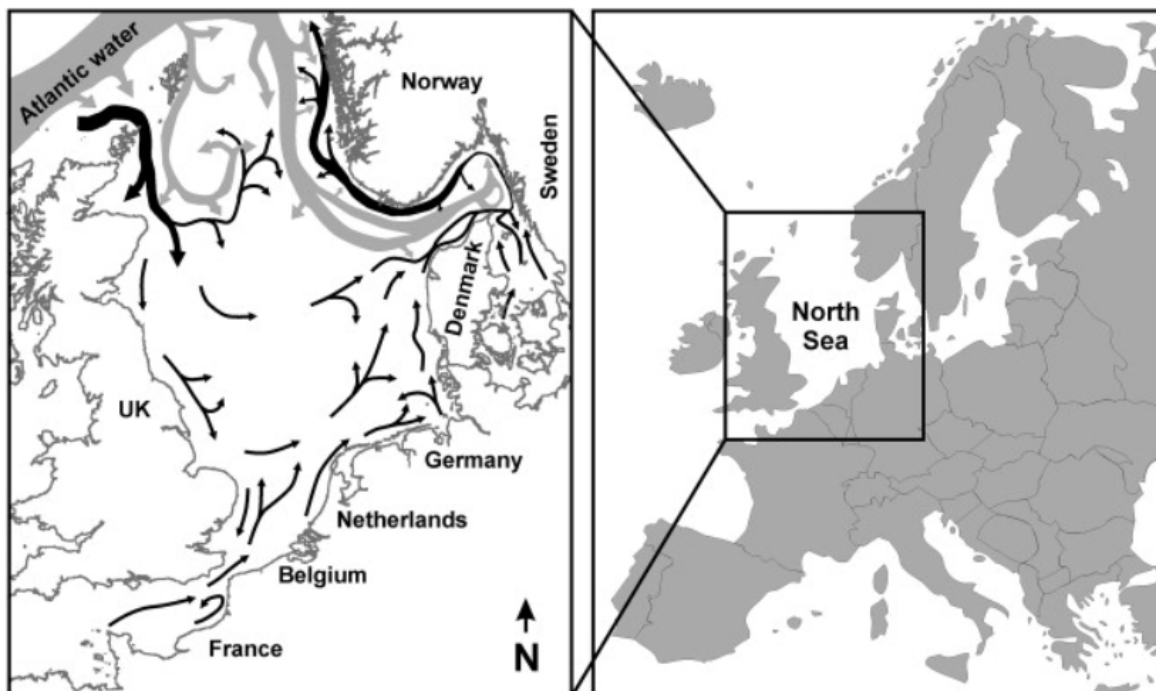 Atlantic water
Norway
Sweden
Denmark
UK
Germany
Netherlands
Belgium
France
N
North
Sea